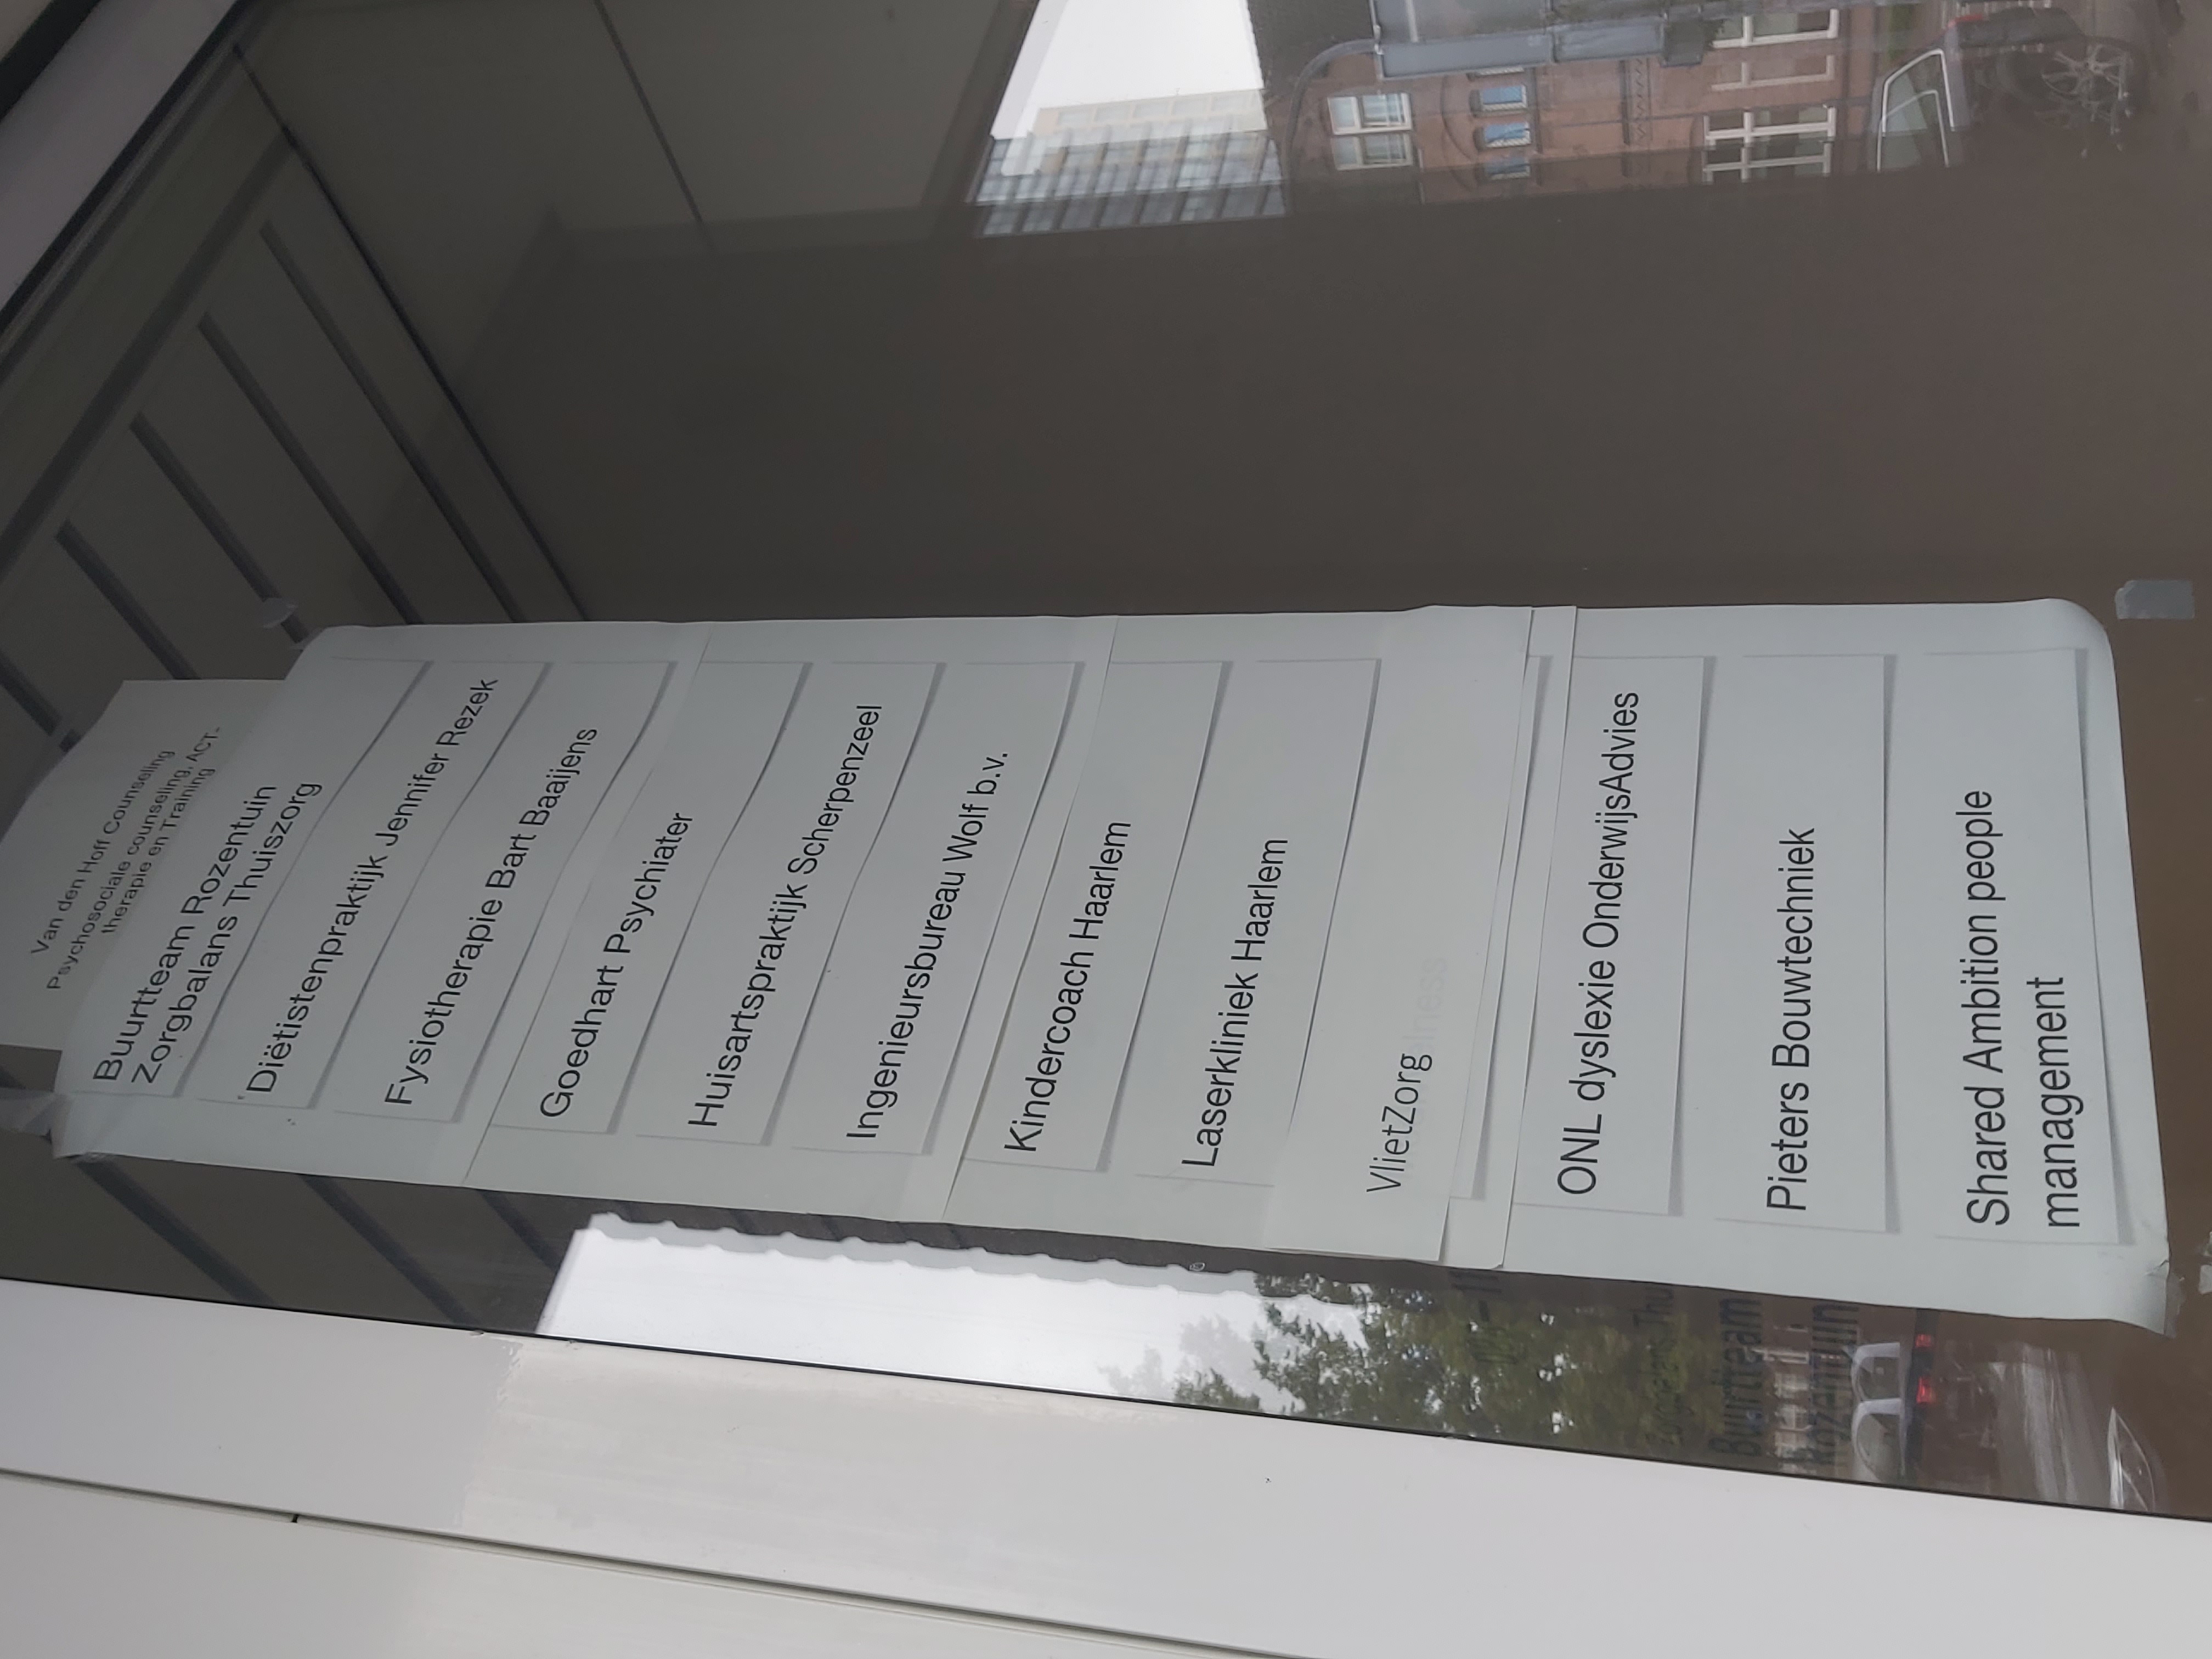 Van den Hoff Counseling
Psychosociale counseling, ACT-
therapie en Training
Buurtteam Rozentuin
Zorgbalans Thuiszorg
Diëtistenpraktijk Jennifer Rezek
Fysiotherapie Bart Baaijens
Goedhart Psychiater
Huisartspraktijk Scherpenzeel
Ingenieursbureau Wolf b.v.
Kindercoach Haarlem
Laserkliniek Haarlem
VlietZorg
ONL dyslexie OnderwijsAdvies
Pieters Bouwtechniek
Shared Ambition people
management
Buurtteam
Rozentuin